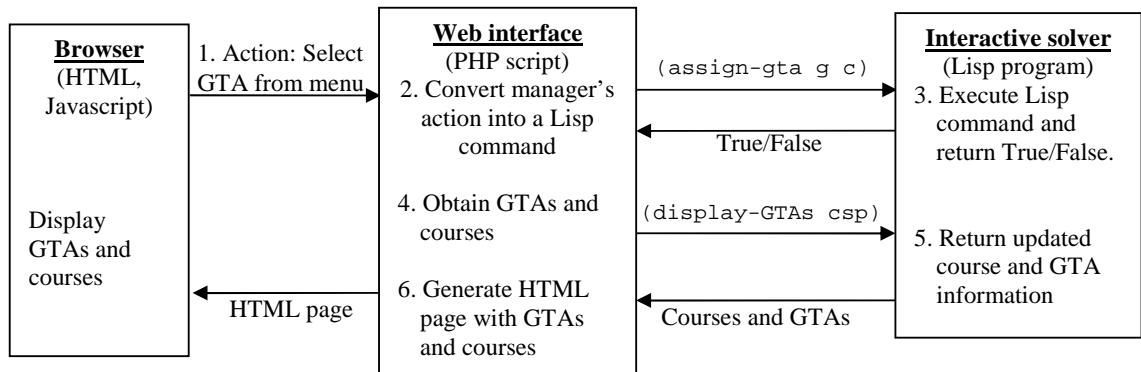 Browser
(HTML,
Javascript)
Display
GTAs and
courses
1. Action: Select
GTA from menu
HTML page
Web interface
(PHP script)
2. Convert manager's
action into a Lisp
command
4. Obtain GTAs and
courses
6. Generate HTML
page with GTAs
and courses
(assign-gta g c)
True/False
(display-GTAs csp)
Courses and GTAs
Interactive solver
(Lisp program)
3. Execute Lisp
command and
return True/False.
5. Return updated
course and GTA
information